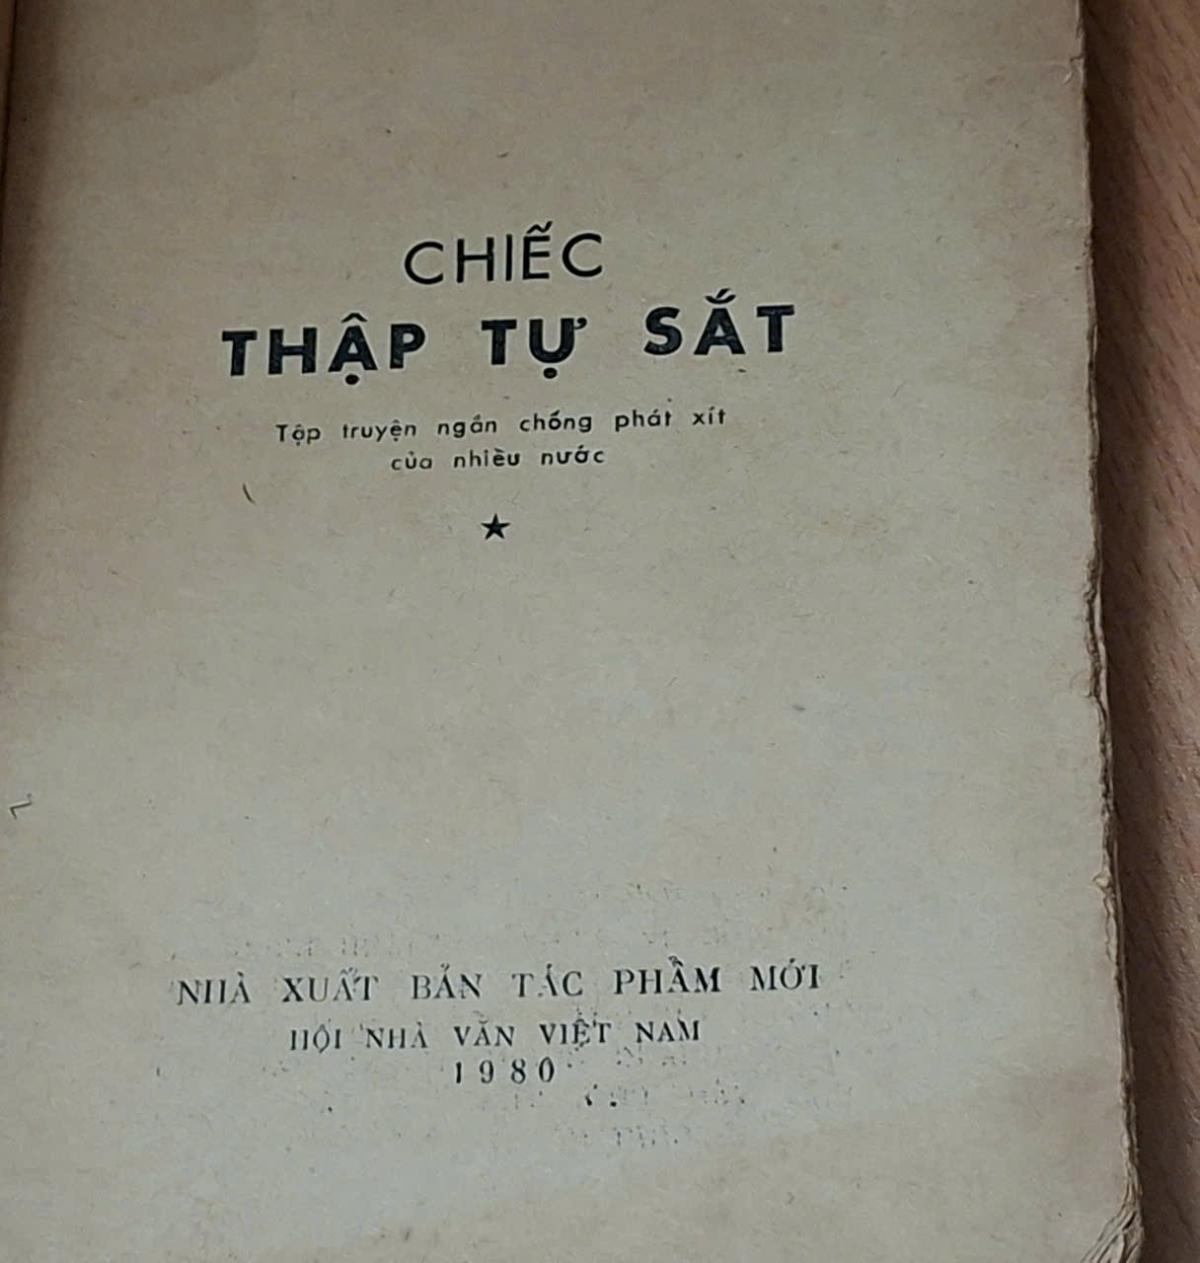 CHIẾC
THẬP TỰ SẮT
Tập truyện ngắn chống phát xít
của nhiều nước
★
NHÀ XUẤT BẢN TÁC PHẨM MỚI
HỘI NHÀ VĂN VIỆT NAM
1980